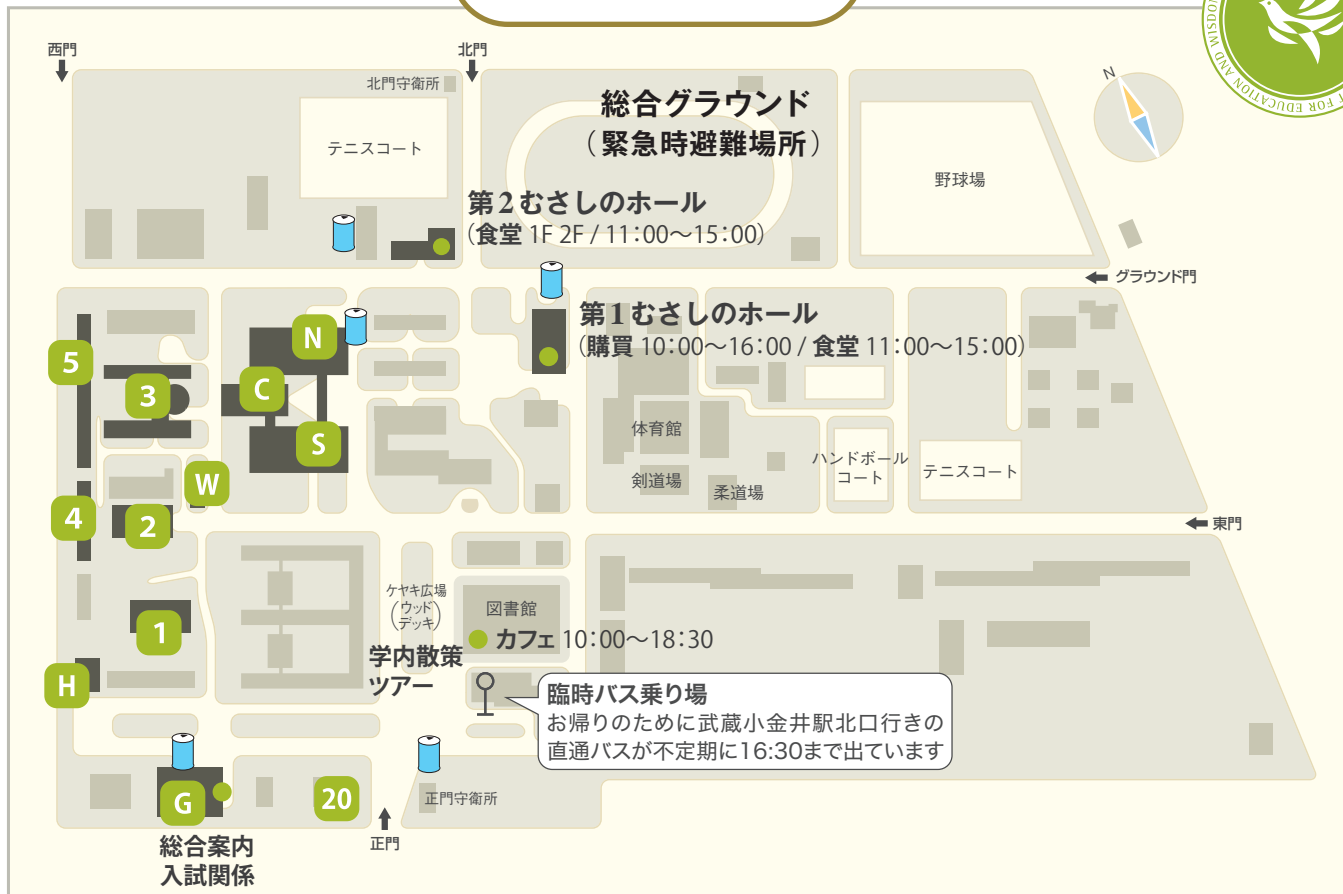 西門
北門
北門守衛所
テニスコート
総合グラウンド
(緊急時避難場所)
N
野球場
第2むさしのホール
(食堂 1F 2F / 11:00〜15:00)
グラウンド門
第1むさしのホール
(購買 10:00〜16:00 / 食堂 11:00〜15:00)
N
5
3
C
S
体育館
剣道場
柔道場
ハンドボール
コート
テニスコート
W
4
2
東門
ケヤキ広場
(ウッド
デッキ)
図書館
カフェ 10:00〜18:30
1
学内散策
ツアー
H
臨時バス乗り場
お帰りのために武蔵小金井駅北口行きの
直通バスが不定期に16:30まで出ています
G
20
正門守衛所
正門
総合案内
入試関係
FOR EDUCATION AND WISDOM